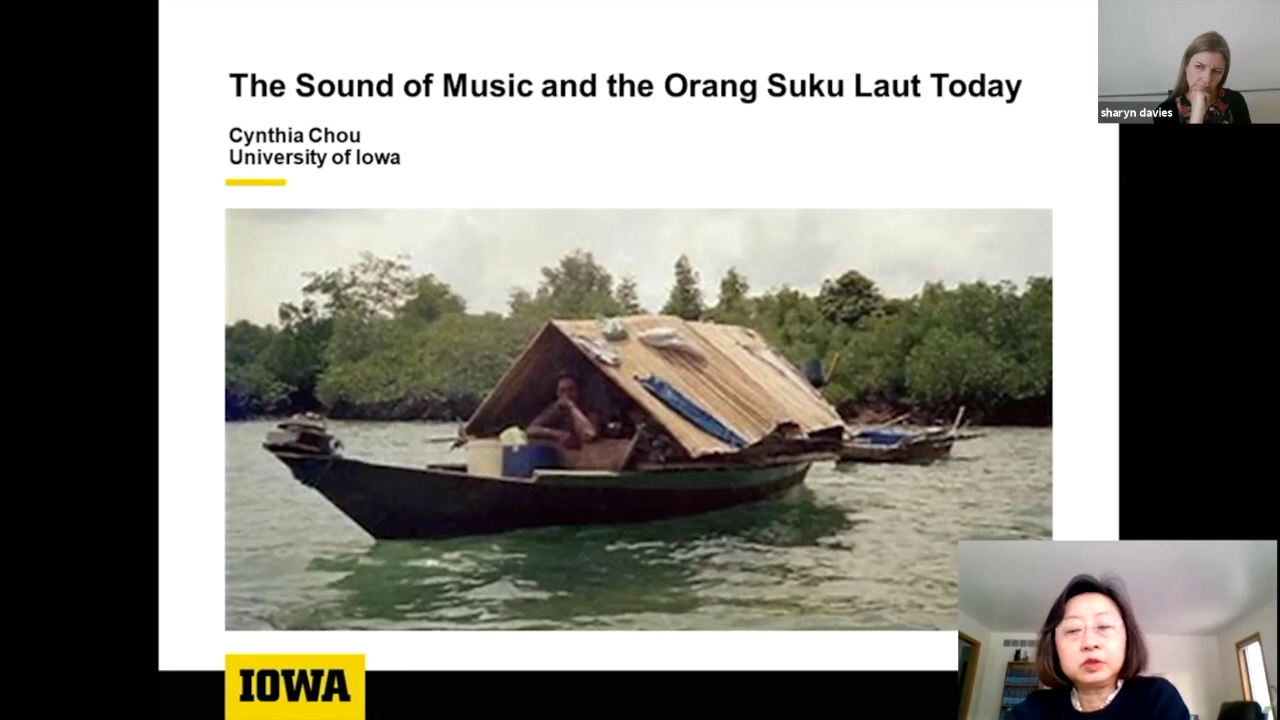 The Sound of Music and the Orang Suku Laut Today
Cynthia Chou
University of Iowa
sharyn davies
IOWA